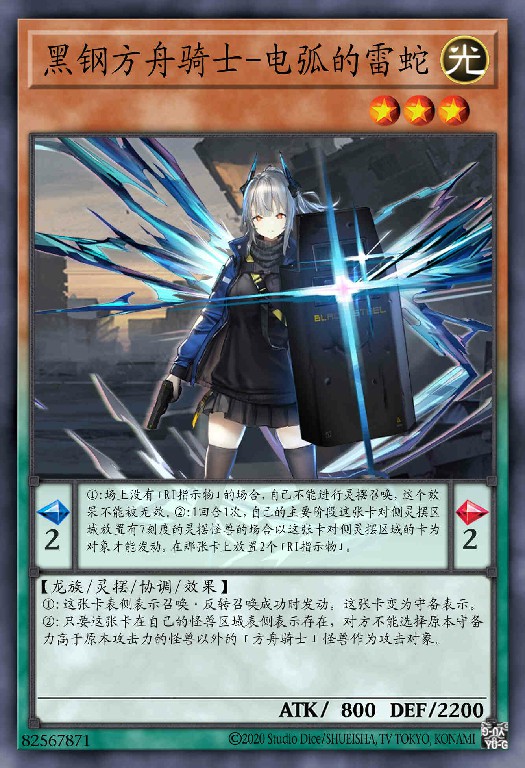 黑钢方舟骑士-电弧的雷蛇
光
BLACK STEEL
①:场上没有「RI指示物」的场合,自己不能进行灵摆召唤。这个效
果不能被无效。②:1回合1次,自己的主要阶段这张卡对侧灵摆区
域放置有7刻度的灵摆怪兽的场合以这张卡对侧灵摆区域的卡为
对象才能发动。在那张卡上放置2个「RI指示物」。
2
2
【龙族/灵摆/协调/效果】
①:这张卡表侧表示召唤·反转召唤成功时发动。这张卡变为守备表示。
②:只要这张卡在自己的怪兽区域表侧表示存在,对方不能选择原本守备
力高于原本攻击力的怪兽以外的「方舟骑士」怪兽作为攻击对象。
ATK/ 800 DEF/2200
82567871
©2020 Studio Dice/SHUEISHA, TV TOKYO, KONAMI